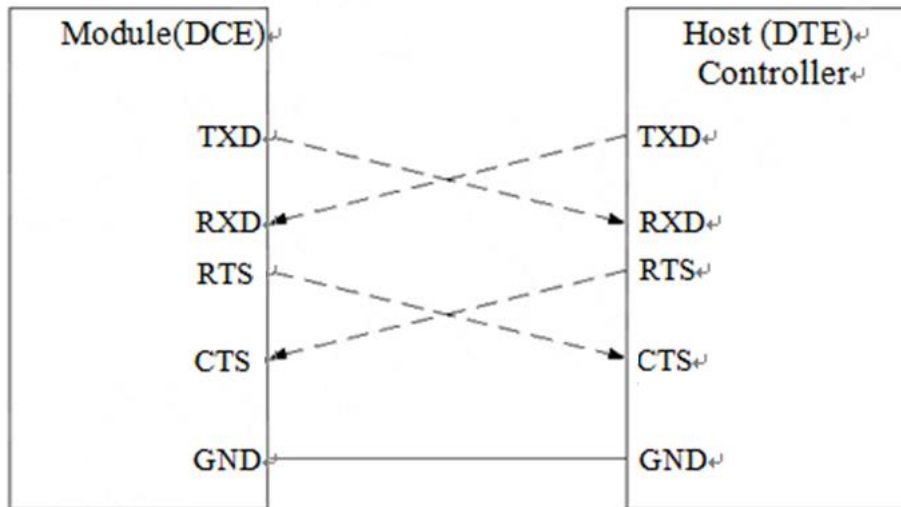 Module(DCE)↵
TXD↵
RXD↵
RTS↵
CTS↵
GND↵
Host (DTE)↵
Controller↵
TXD↵
RXD↵
RTS↵
CTS↵
GND↵